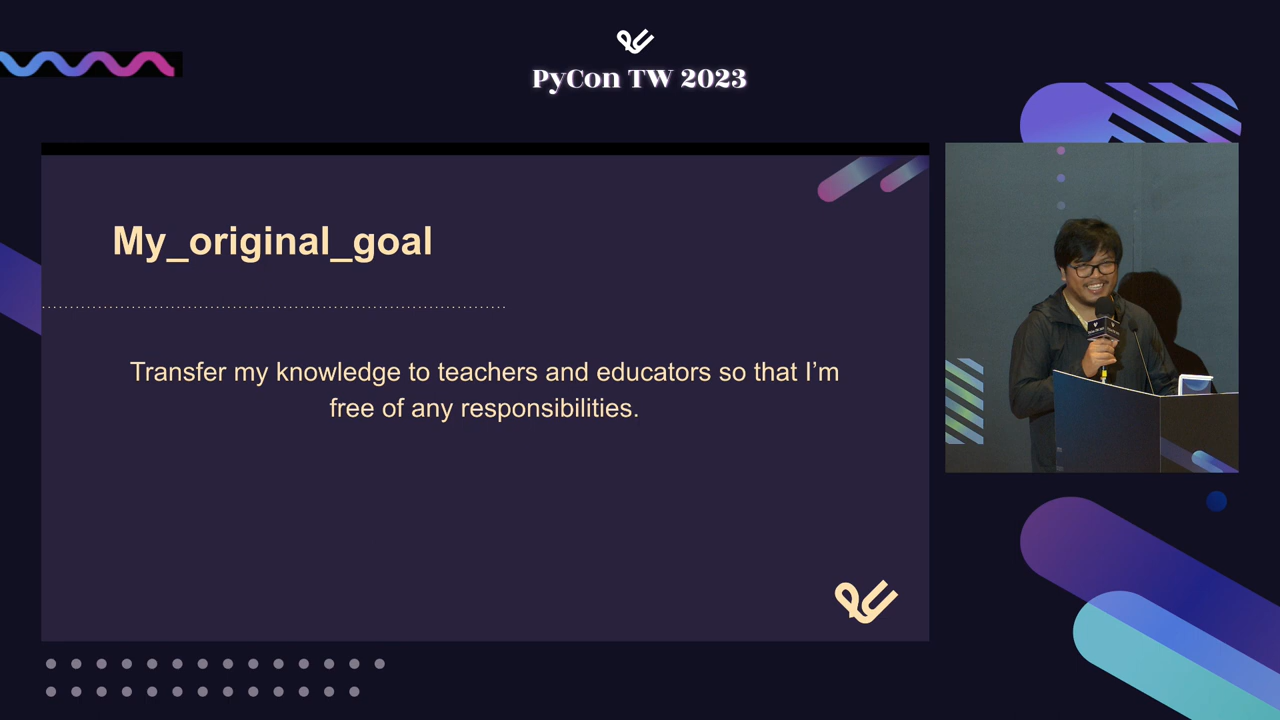 PyCon TW 2023
My_original_goal
Transfer my knowledge to teachers and educators so that I’m
free of any responsibilities.